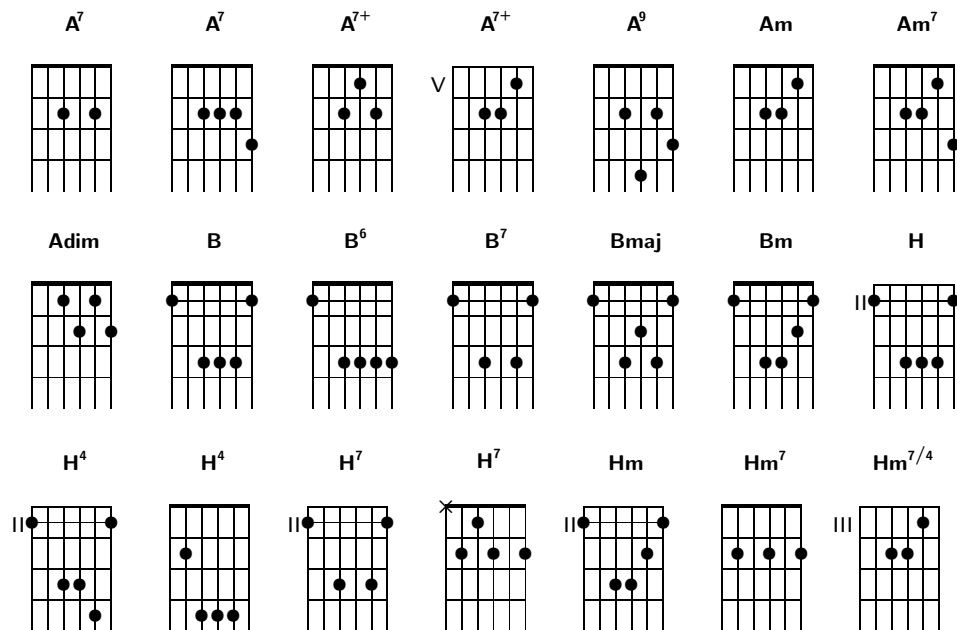 A7 A7 A7+ A7+ A9 Am Am7
V
Adim B B6 B7 Bmaj Bm H
II
H4 H4 H7 H7 Hm Hm7 Hm7/4
×
II II II III